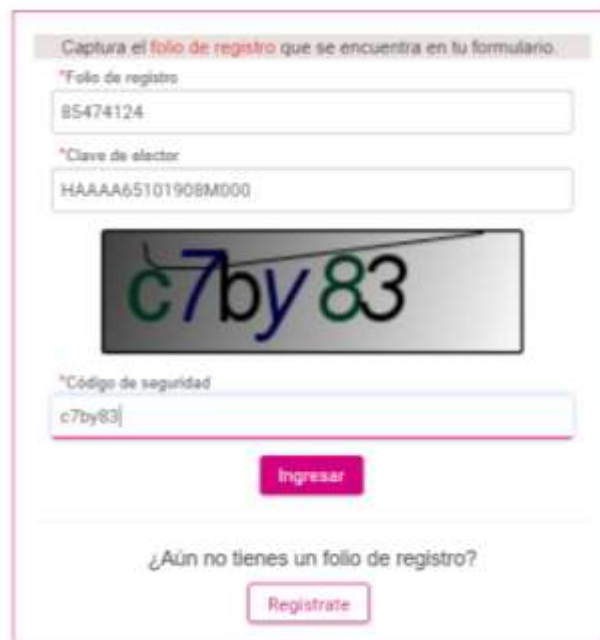 Captura el folio de registro que se encuentra en tu formulario.
*Folio de registro
85474124
*Clave de elector
HAAAA65101908M000
c7by83
*Código de seguridad
c7by83
Ingresar
¿Aún no tienes un folio de registro?
Regístrate